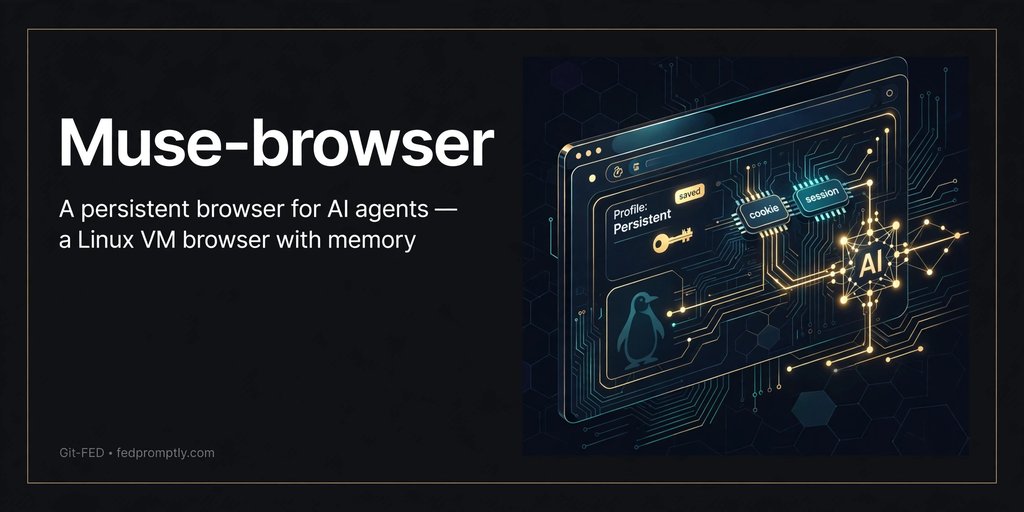 Muse-browser
A persistent browser for AI agents —
a Linux VM browser with memory
Profile:
Persistent
saved
cookie
session
AI
Git-FED • fedpromptly.com